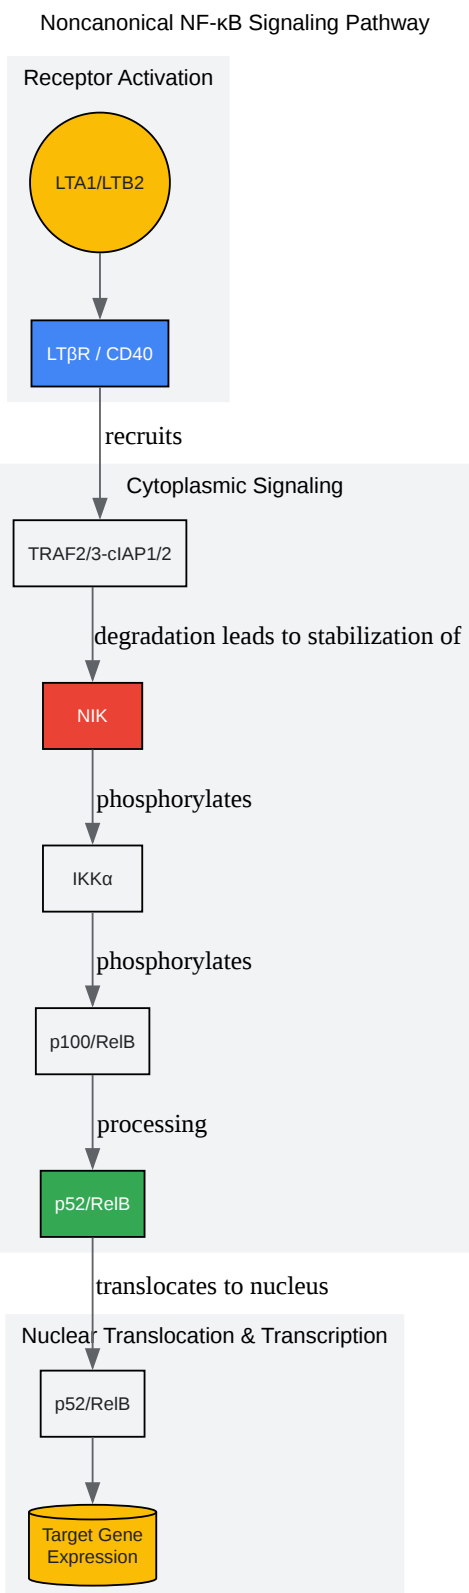 Noncanonical NF-κB Signaling Pathway
Receptor Activation
LTA1/LTB2
LTβR / CD40
recruits
Cytoplasmic Signaling
TRAF2/3-cIAP1/2
degradation leads to stabilization of
NIK
phosphorylates
IKKα
phosphorylates
p100/RelB
processing
p52/RelB
translocates to nucleus
Nuclear Translocation & Transcription
p52/RelB
Target Gene
Expression